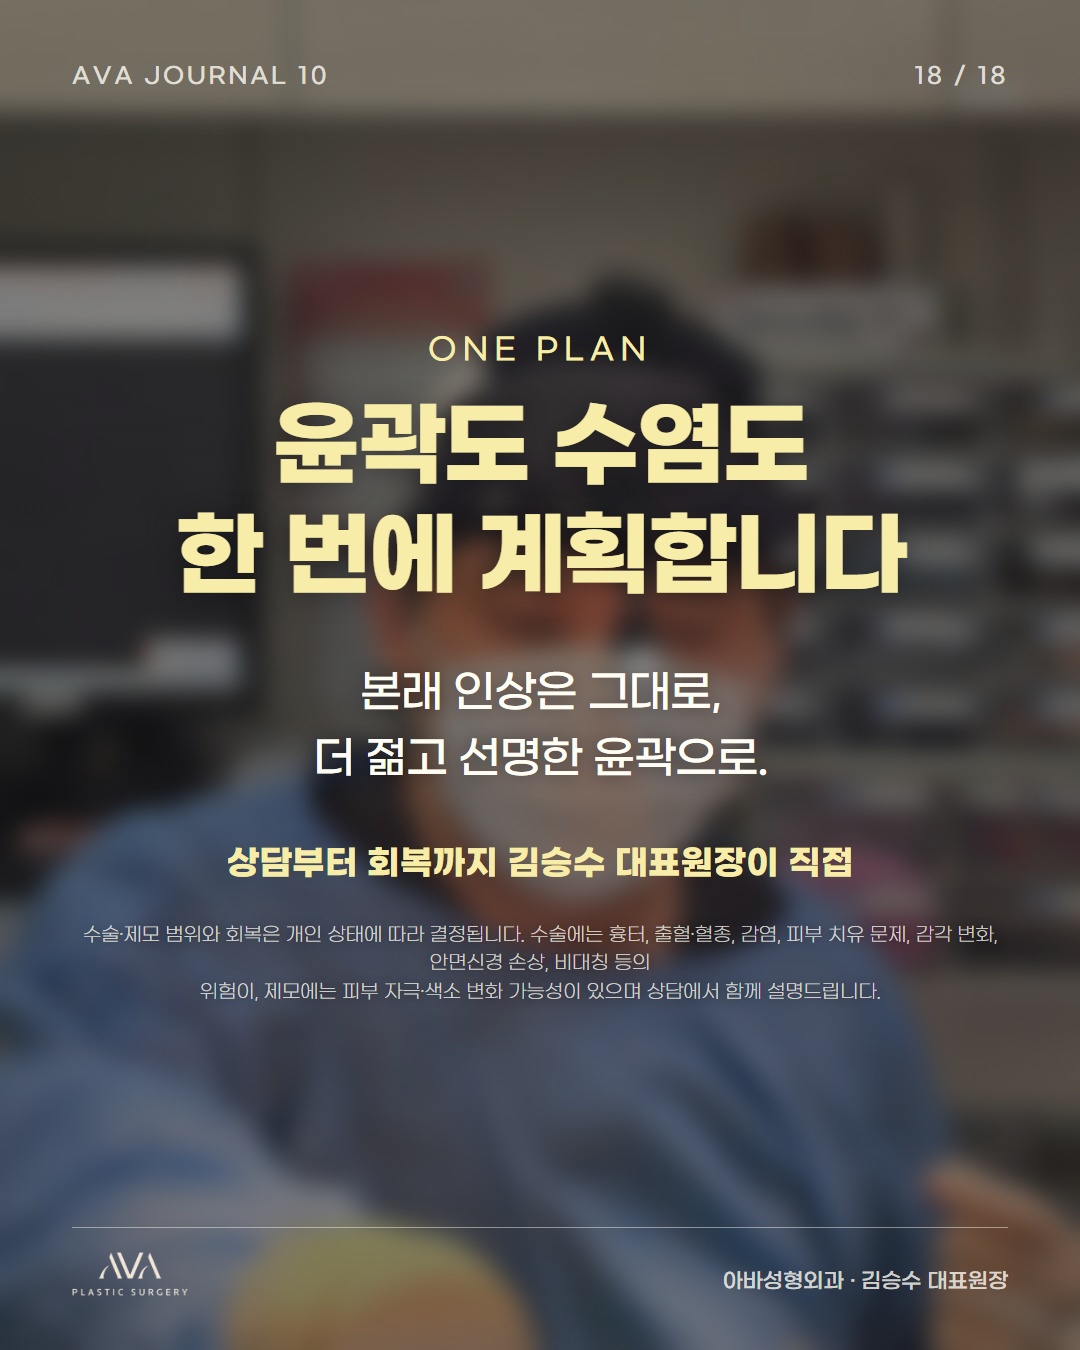 AVA JOURNAL 10
18 / 18
ONE PLAN
윤곽도 수염도
한 번에 계획합니다
본래 인상은 그대로,
더 젊고 선명한 윤곽으로.
상담부터 회복까지 김승수 대표원장이 직접
수술·제모 범위와 회복은 개인 상태에 따라 결정됩니다. 수술에는 흉터, 출혈·혈종, 감염, 피부 치유 문제, 감각 변화,
안면신경 손상, 비대칭 등의
위험이, 제모에는 피부 자극·색소 변화 가능성이 있으며 상담에서 함께 설명드립니다.
AVA
PLASTIC SURGERY
아바성형외과 · 김승수 대표원장